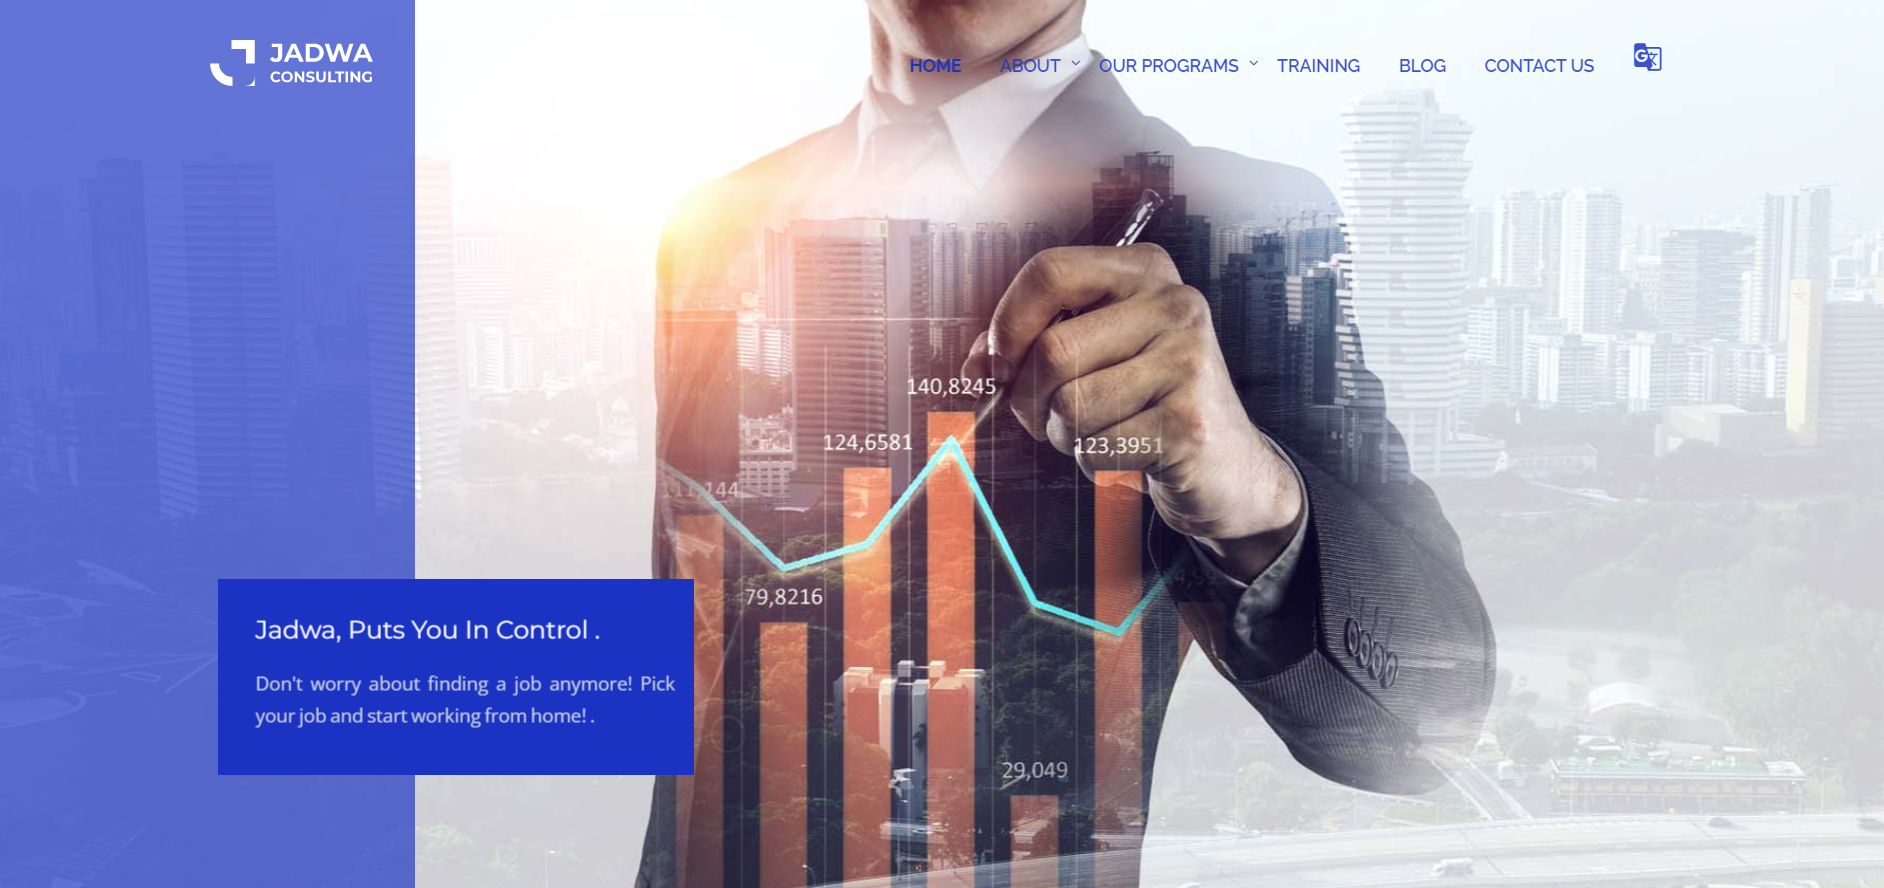 JADWA
CONSULTING
HOME ABOUT OUR PROGRAMS TRAINING BLOG CONTACT US
140,8245
124,6581
123,3951
79,8216
Jadwa, Puts You In Control .
Don't worry about finding a job anymore! Pick
your job and start working from home! .
29,049